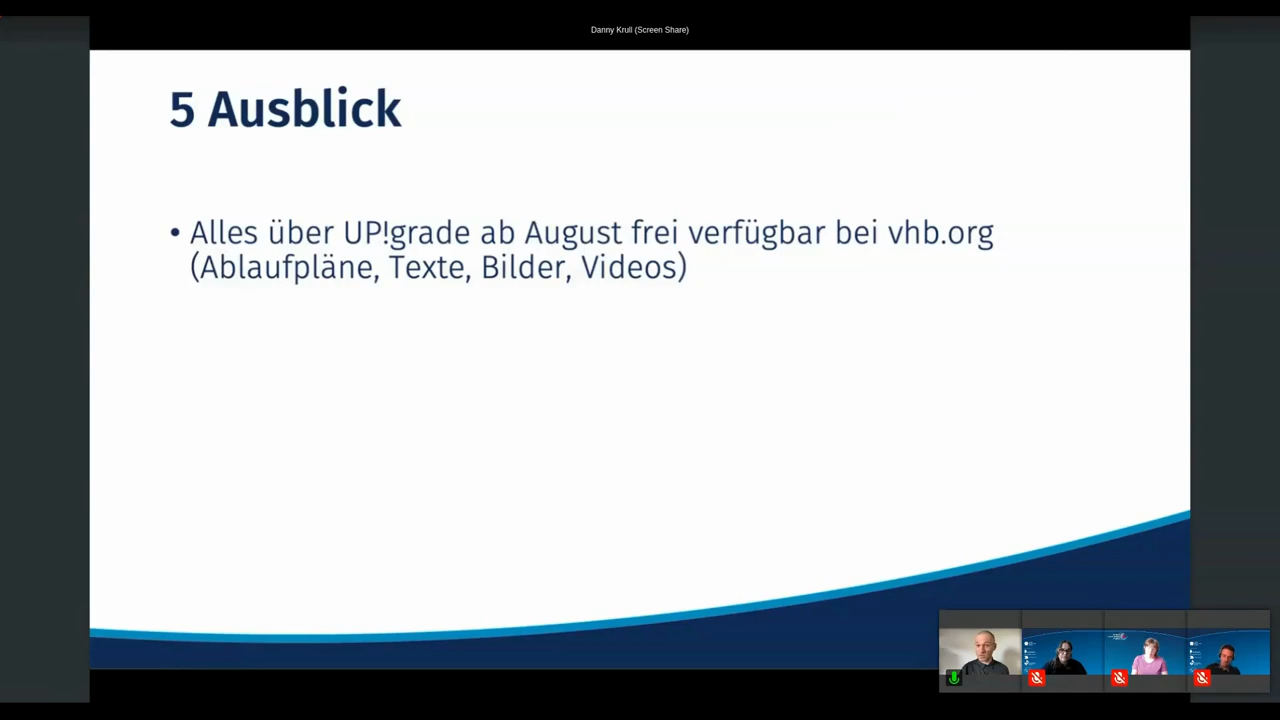 Danny Krull (Screen Share)
5 Ausblick
• Alles über UP!grade ab August frei verfügbar bei vhb.org
(Ablaufpläne, Texte, Bilder, Videos)